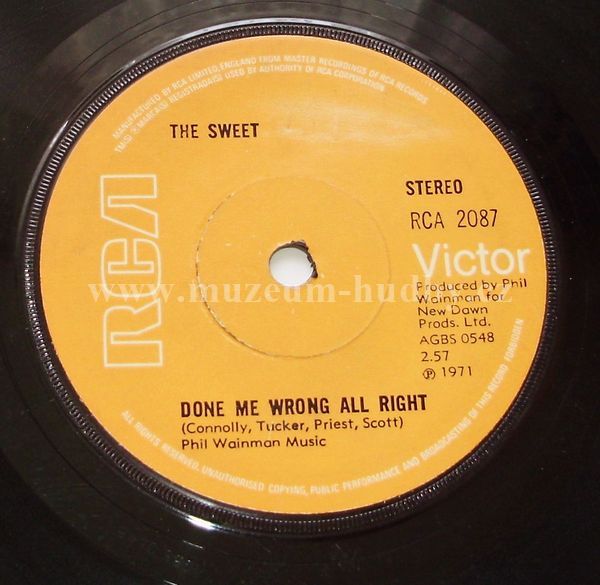 MANUFACTURED BY RCA LIMITED, ENGLAND FROM MASTER RECORDINGS OF RCA RECORDS
TM(S) ® MARCA(S) REGISTRADA(S) USED BY AUTHORITY OF RCA CORPORATION
THE SWEET
RCA
STEREO
RCA 2087
Victor
www.muzeum-hudby.cz
Produced by Phil
Wainman for
New Dawn
Prods. Ltd.
AGBS 0548
2.57
℗ 1971
DONE ME WRONG ALL RIGHT
(Connolly, Tucker, Priest, Scott)
Phil Wainman Music
ALL RIGHTS RESERVED. UNAUTHORISED COPYING, PUBLIC PERFORMANCE AND BROADCASTING OF THIS RECORD FORBIDDEN